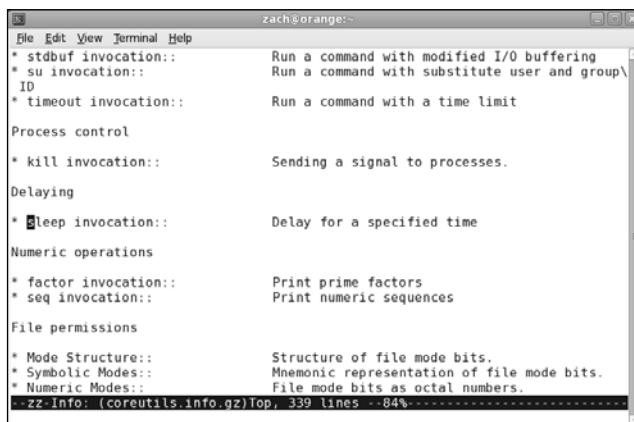 zach@orange:~
File Edit View Terminal Help
* stdbuf invocation:: Run a command with modified I/O buffering
* su invocation:: Run a command with substitute user and group\
ID
* timeout invocation:: Run a command with a time limit
Process control
* kill invocation:: Sending a signal to processes.
Delaying
* sleep invocation:: Delay for a specified time
Numeric operations
* factor invocation:: Print prime factors
* seq invocation:: Print numeric sequences
File permissions
* Mode Structure:: Structure of file mode bits.
* Symbolic Modes:: Mnemonic representation of file mode bits.
* Numeric Modes:: File mode bits as octal numbers.
--zz-Info: (coreutils.info.gz)Top, 339 lines --84%----------------------------